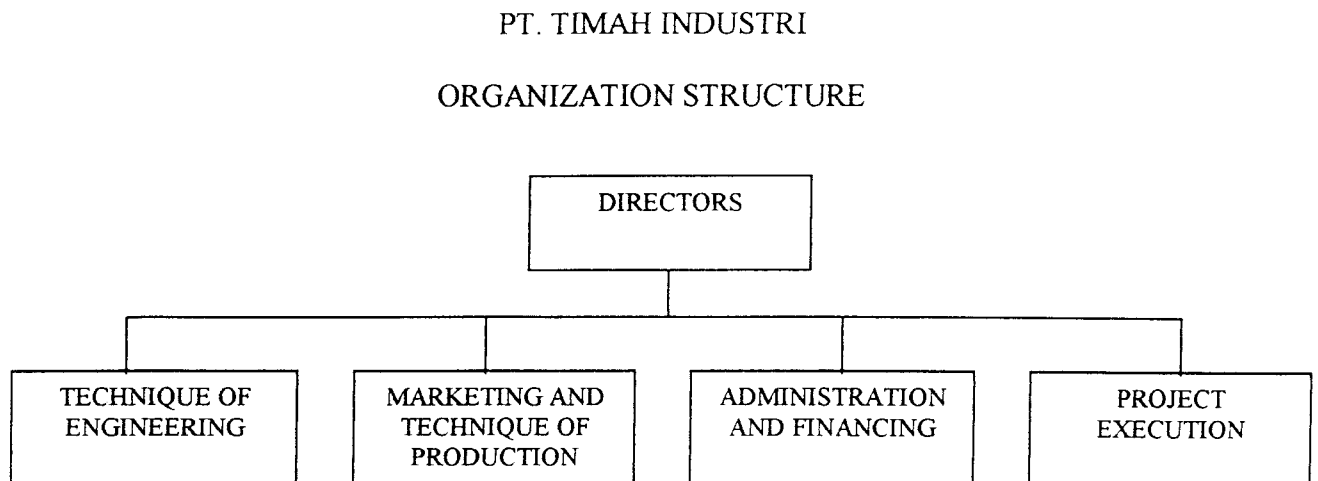 PT. TIMAH INDUSTRI
ORGANIZATION STRUCTURE
DIRECTORS
TECHNIQUE OF
ENGINEERING
MARKETING AND
TECHNIQUE OF
PRODUCTION
ADMINISTRATION
AND FINANCING
PROJECT
EXECUTION